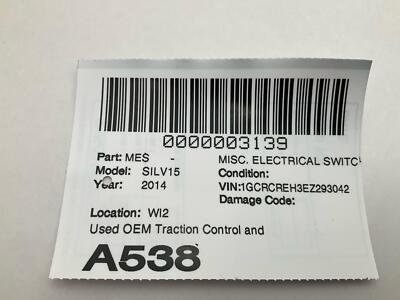 0000003139
Part: MES - MISC. ELECTRICAL SWITC
Model: SILV15 Condition:
Year: 2014 VIN:1GCRCREH3EZ293042
Damage Code:
Location: WI2
Used OEM Traction Control and
A538